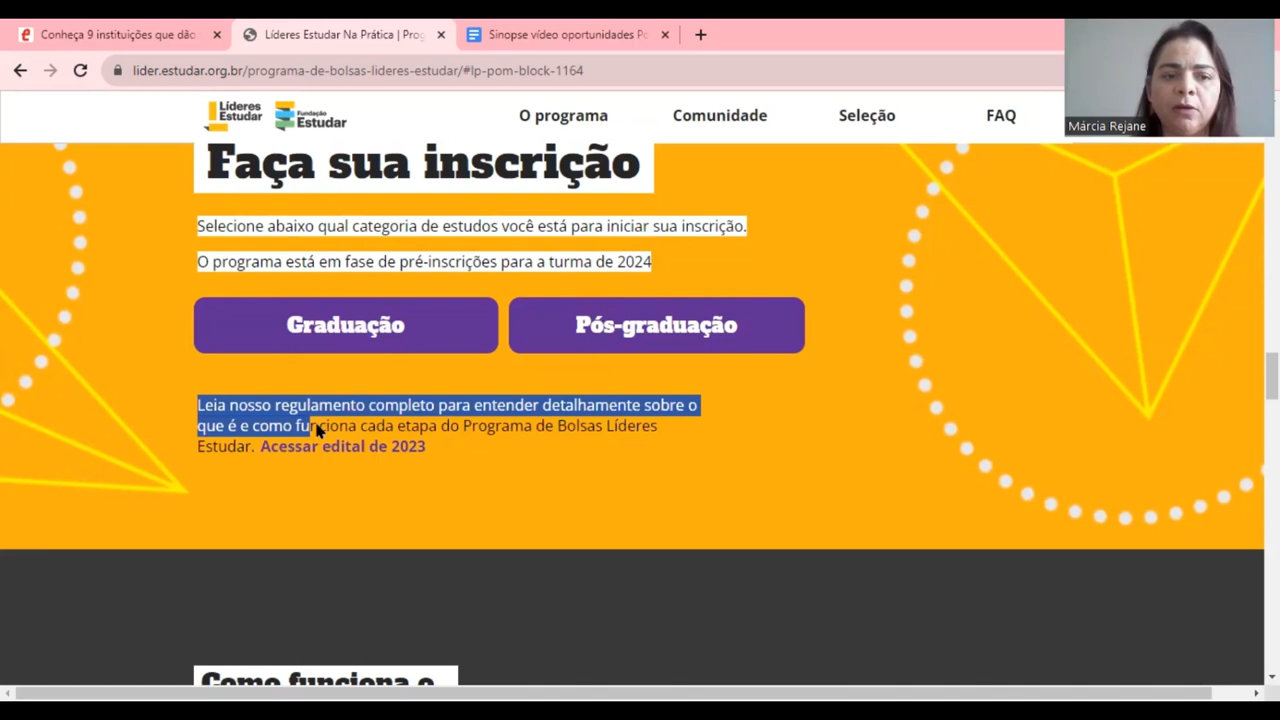 Conheça 9 instituições que dão
Líderes Estudar Na Prática | Prog
Sinopse vídeo oportunidades Pó
lider.estudar.org.br/programa-de-bolsas-lideres-estudar/#lp-pom-block-1164
Líderes
Estudar
Fundação
Estudar
O programa
Comunidade
Seleção
FAQ
Márcia Rejane
Faça sua inscrição
Selecione abaixo qual categoria de estudos você está para iniciar sua inscrição.
O programa está em fase de pré-inscrições para a turma de 2024
Graduação
Pós-graduação
Leia nosso regulamento completo para entender detalhamente sobre o
que é e como funciona cada etapa do Programa de Bolsas Líderes
Estudar. Acessar edital de 2023
Como funciona o